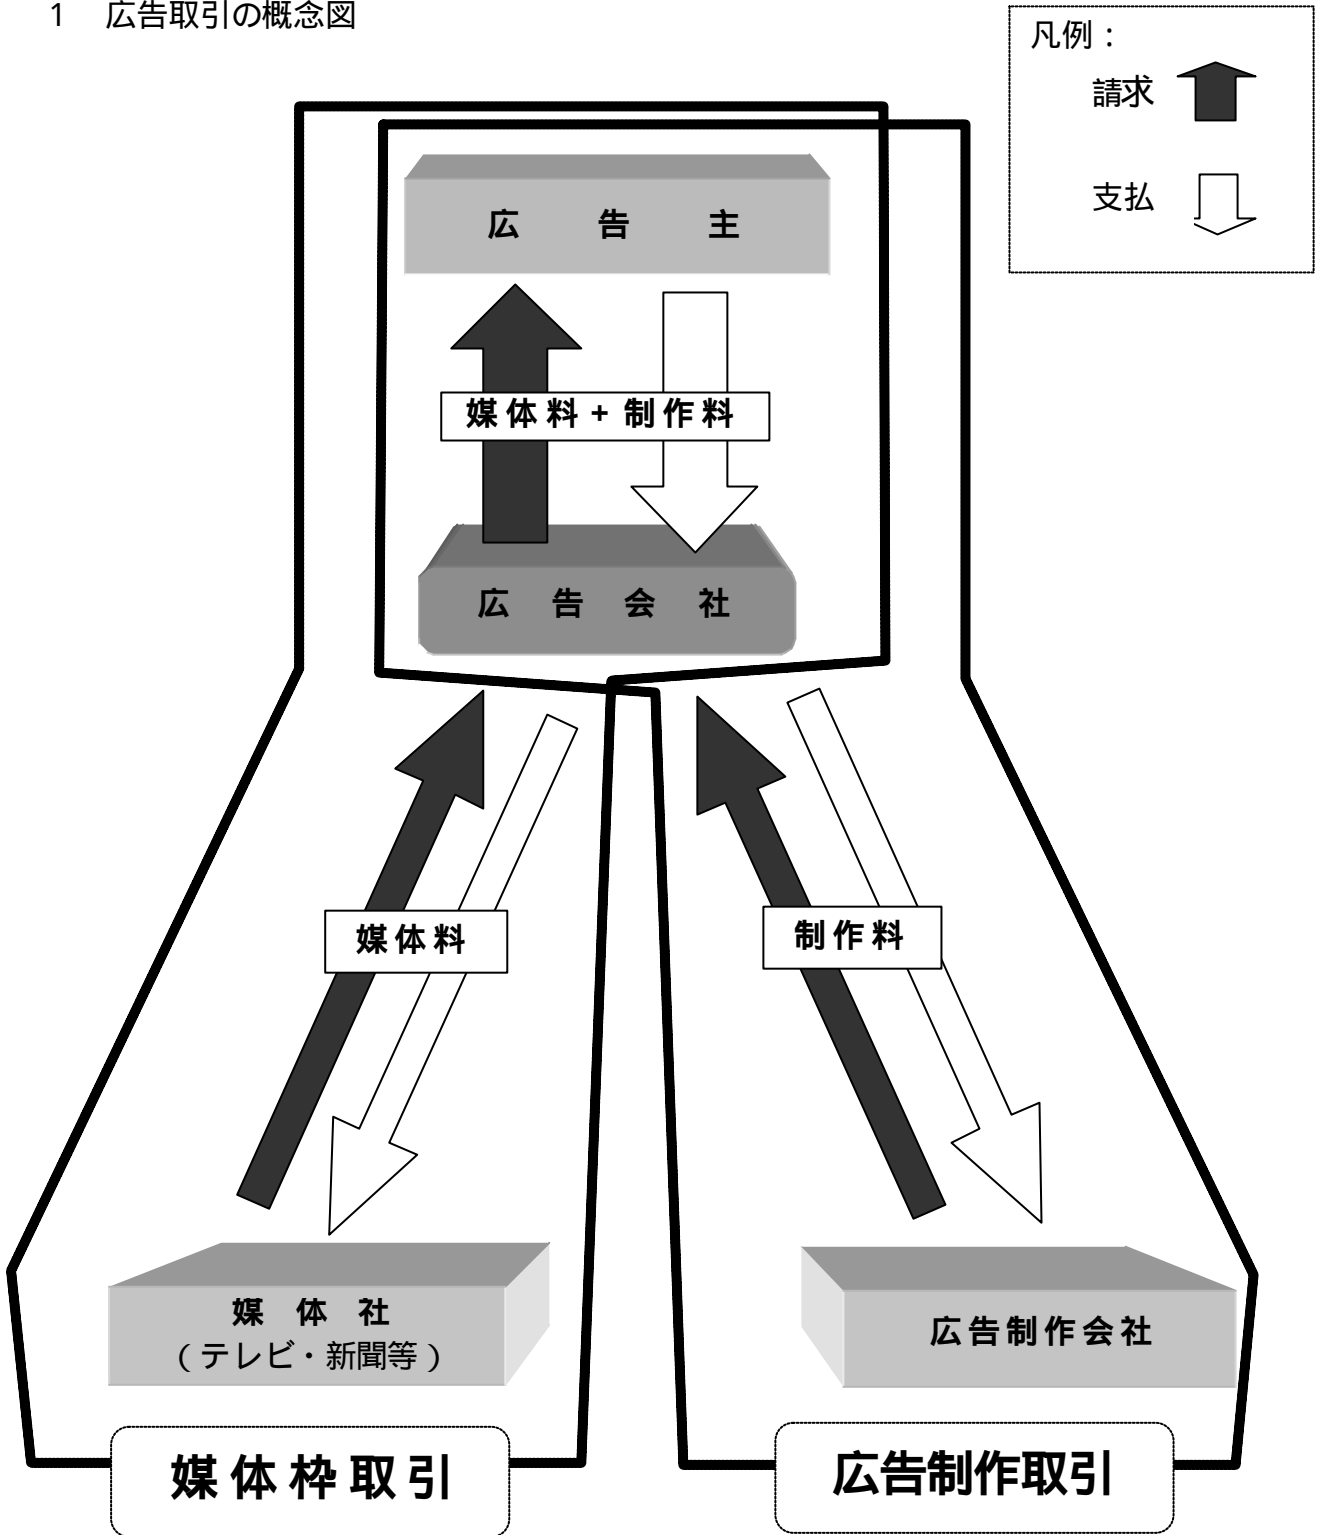 1 広告取引の概念図
凡例：
請求
支払
広告主
媒体料+制作料
広告会社
媒体料
制作料
媒体社
（テレビ・新聞等）
広告制作会社
媒体枠取引
広告制作取引